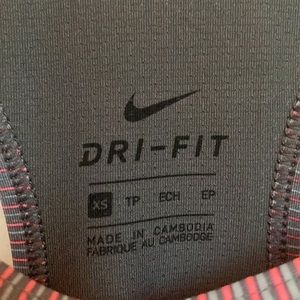 DRI-FIT
XS TP ECH EP
MADE IN CAMBODIA
FABRIQUE AU CAMBODGE